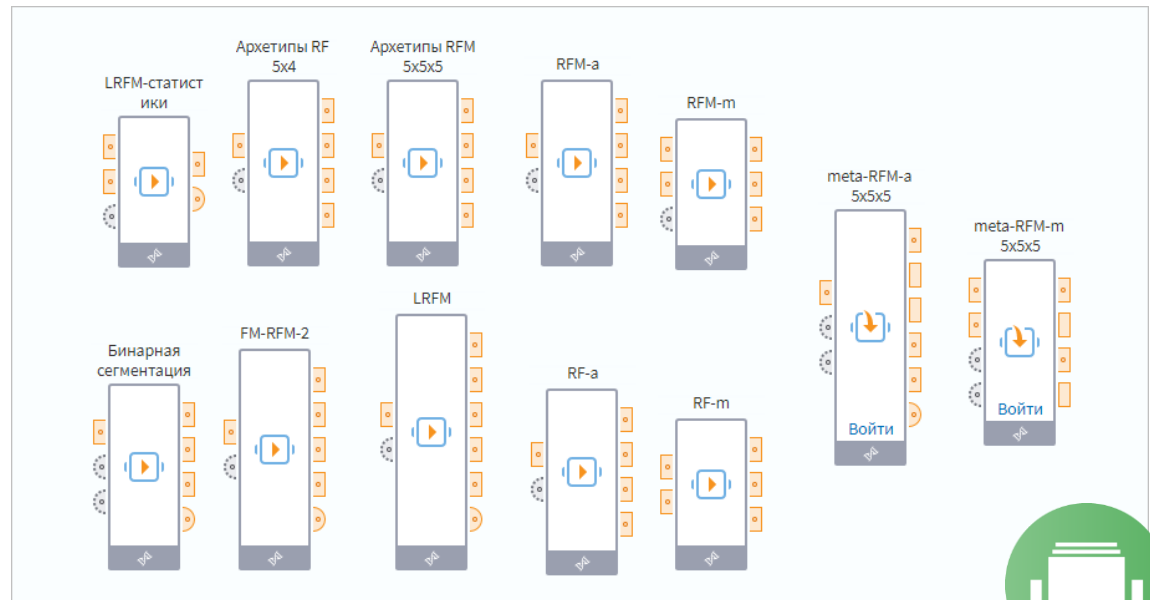 Архетипы RF
5x4
Архетипы RFM
5x5x5
LRFM-статист
ики
RFM-a
RFM-m
meta-RFM-a
5x5x5
Войти
meta-RFM-m
5x5x5
Войти
Бинарная
сегментация
FM-RFM-2
LRFM
RF-a
RF-m